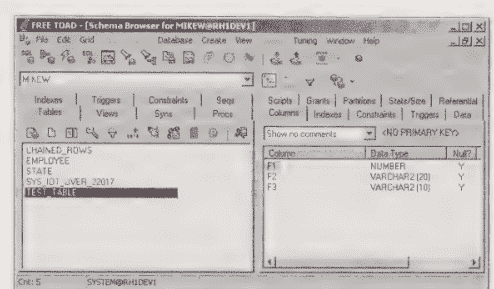 FREE TOAD - [Schema Browser for MIKEW@RH1DEV1]
File Edit Grid Database Create View Tuning Window Help
MIKEW
Indexes Triggers Constraints Seqs
Tables Views Syns Procs
CHAINED_ROWS
EMPLOYEE
STATE
SYS_IOT_OVER_22017
TEST_TABLE
Scripts Grants Partitions Stats/Size Referential
Columns Indexes Constraints Triggers Data
Show no comments <NO PRIMARY KEY>
Column Data Type Null?
F1 NUMBER Y
F2 VARCHAR2 (20) Y
F3 VARCHAR2 (10) Y
Cnt: 5 SYSTEM@RH1DEV1